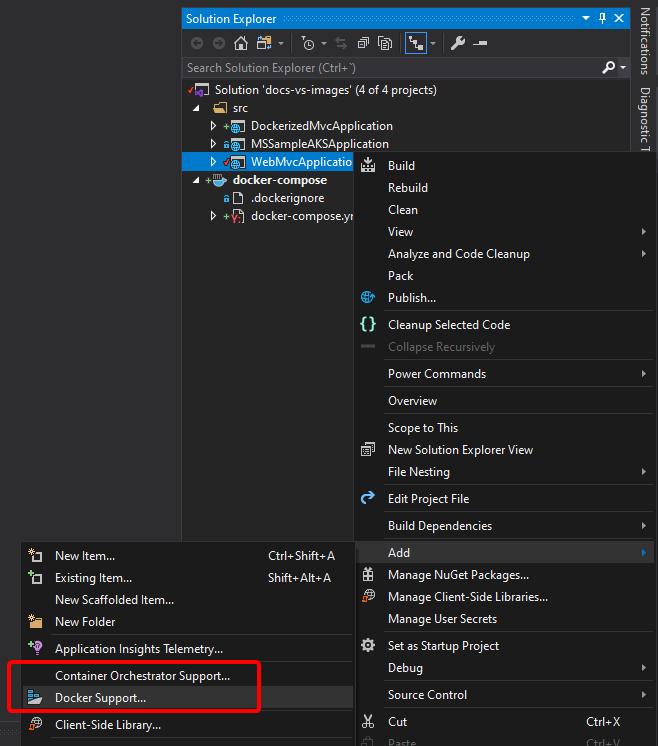 Solution Explorer
Search Solution Explorer (Ctrl+`)
Solution 'docs-vs-images' (4 of 4 projects)
src
DockerizedMvcApplication
MSSampleAKSApplication
WebMvcApplicatio
docker-compose
.dockerignore
docker-compose.yr
Notifications
Diagnostic T
Build
Rebuild
Clean
View
Analyze and Code Cleanup
Pack
Publish...
Cleanup Selected Code
Collapse Recursively
Power Commands
Overview
Scope to This
New Solution Explorer View
File Nesting
Edit Project File
Build Dependencies
Add
Manage NuGet Packages...
Manage Client-Side Libraries...
Manage User Secrets
Set as Startup Project
Debug
Source Control
Cut Ctrl+X
Paste Ctrl+V
New Item... Ctrl+Shift+A
Existing Item... Shift+Alt+A
New Scaffolded Item...
New Folder
Application Insights Telemetry...
Container Orchestrator Support...
Docker Support...
Client-Side Library...